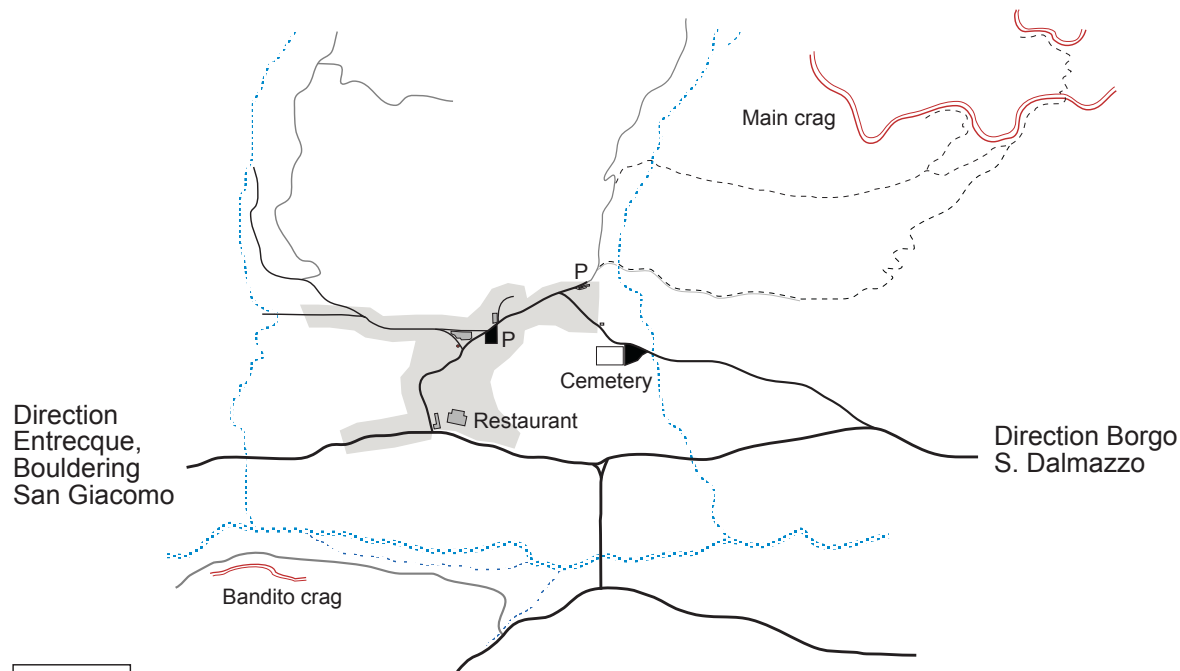 Main crag
P
P
Cemetery
Restaurant
Direction
Entrecque,
Bouldering
San Giacomo
Direction Borgo
S. Dalmazzo
Bandito crag